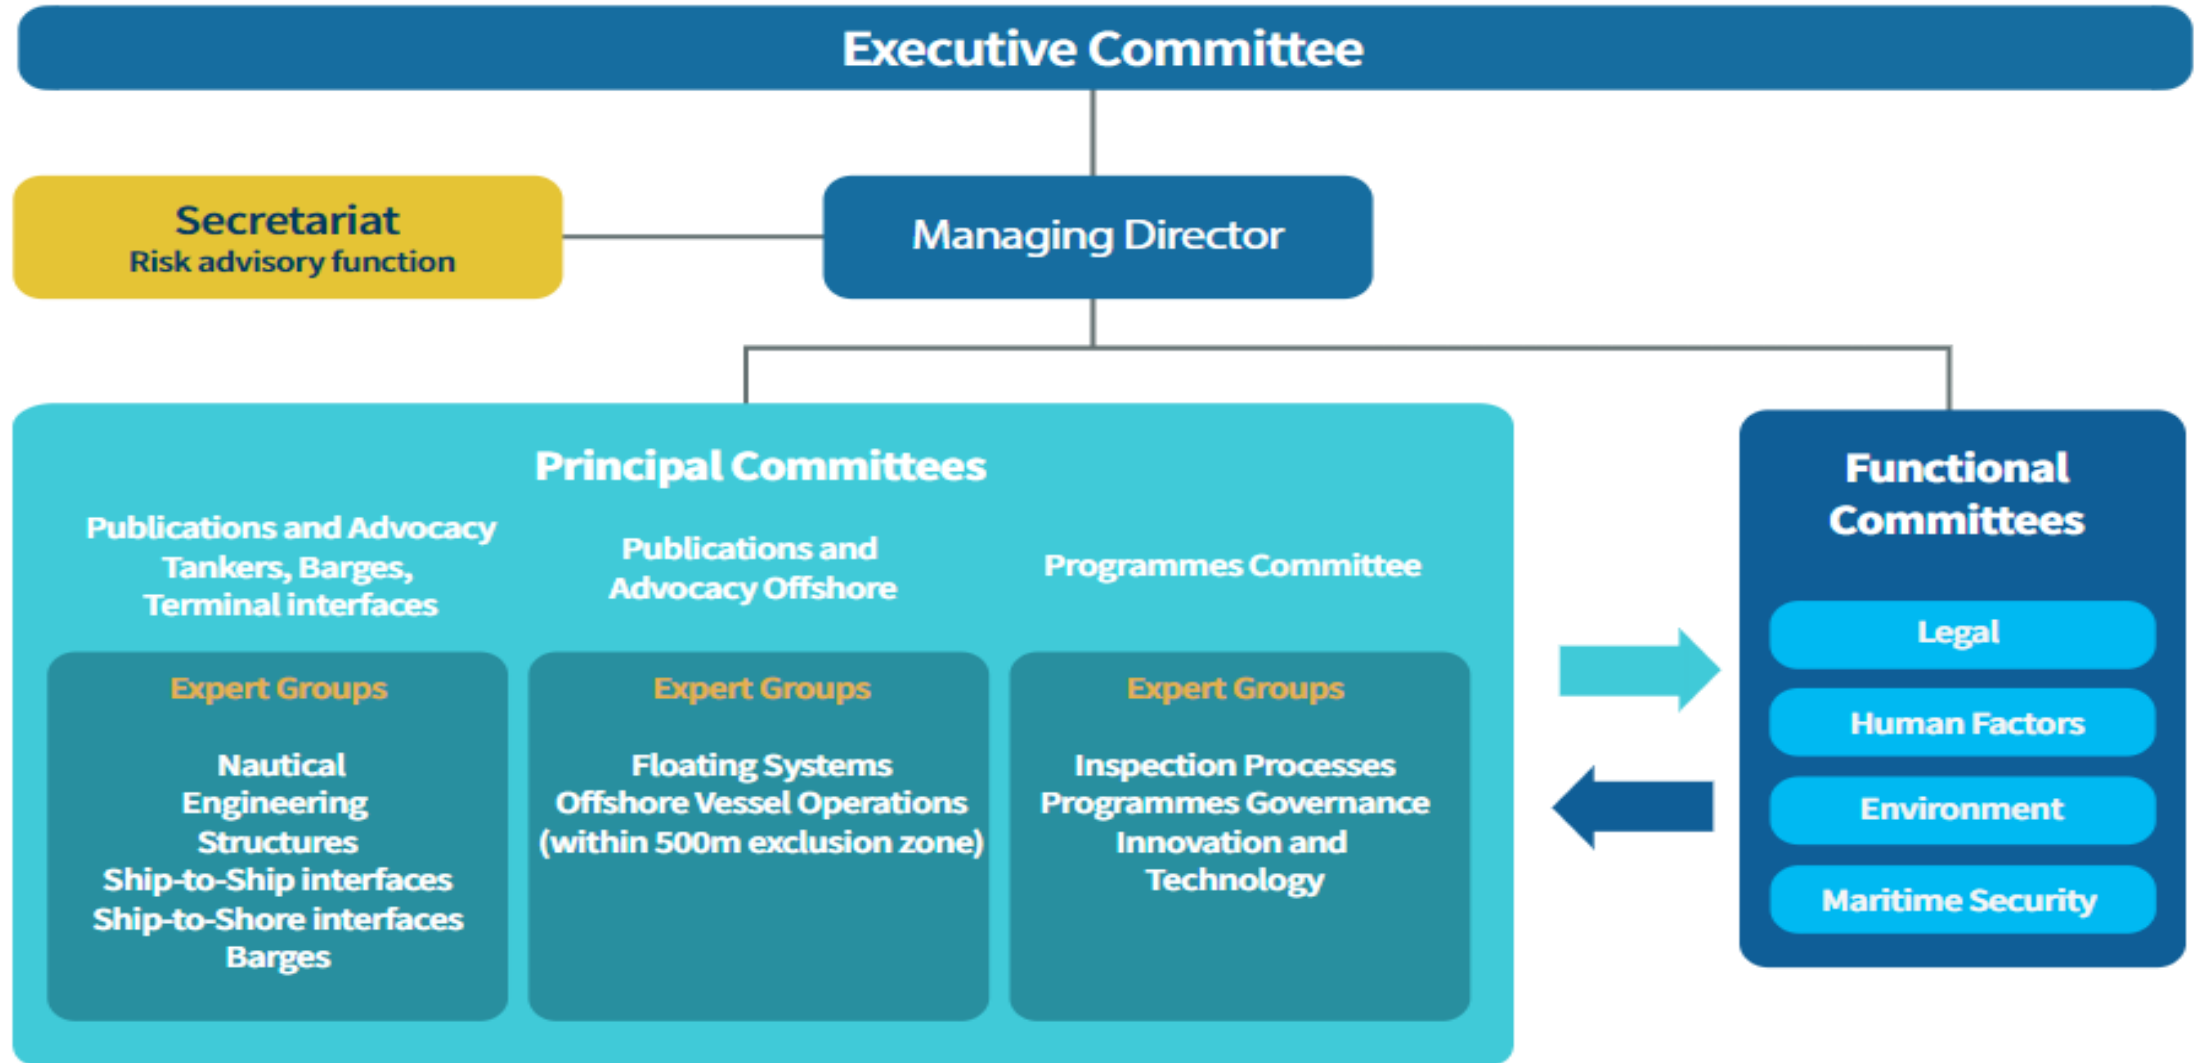 Executive Committee
Secretariat
Risk advisory function
Managing Director
Principal Committees
Publications and Advocacy
Tankers, Barges,
Terminal interfaces
Expert Groups
Nautical
Engineering
Structures
Ship-to-Ship interfaces
Ship-to-Shore interfaces
Barges
Publications and
Advocacy Offshore
Expert Groups
Floating Systems
Offshore Vessel Operations
(within 500m exclusion zone)
Programmes Committee
Expert Groups
Inspection Processes
Programmes Governance
Innovation and
Technology
Functional
Committees
Legal
Human Factors
Environment
Maritime Security